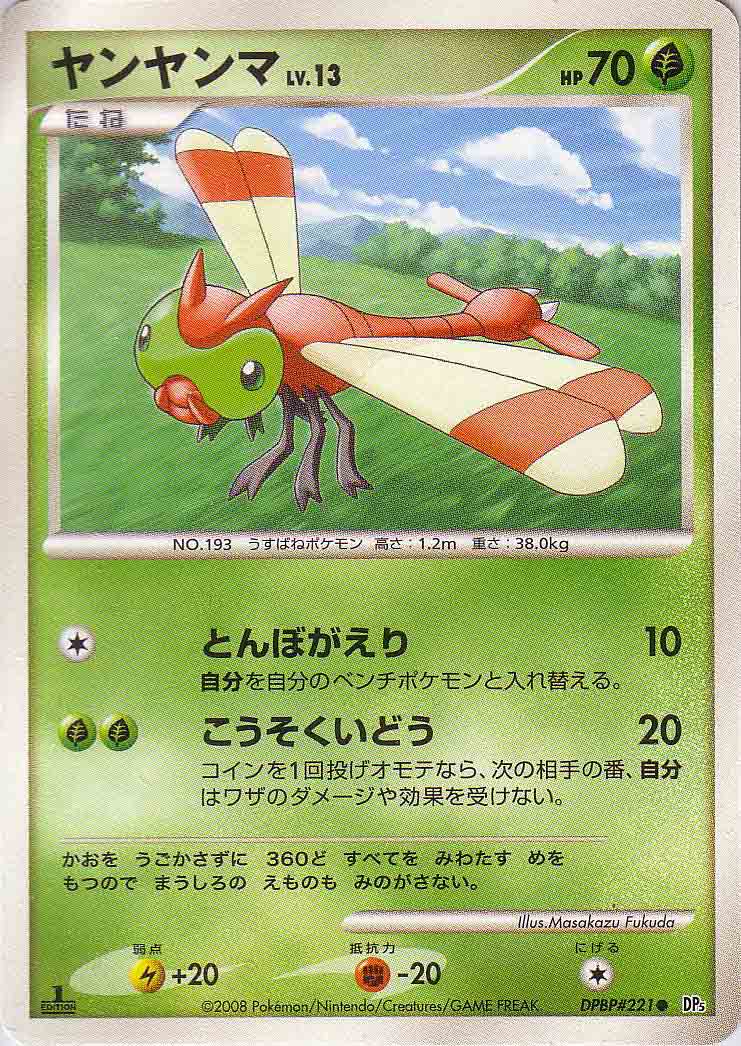 ヤンヤンマ LV.13 HP 70
たね
NO.193 うすばねポケモン 高さ:1.2m 重さ:38.0kg
とんぼがえり 10
自分を自分のベンチポケモンと入れ替える。
こうそくいどう 20
コインを1回投げオモテなら、次の相手の番、自分
はワザのダメージや効果を受けない。
かおを うごかさずに 360ど すべてを みわたす めを
もつので まうしろの えものも みのがさない。
Illus.Masakazu Fukuda
弱点 抵抗力 にげる
+20 -20
1 EDITION ©2008 Pokémon/Nintendo/Creatures/GAME FREAK. DPBP#221 DP5